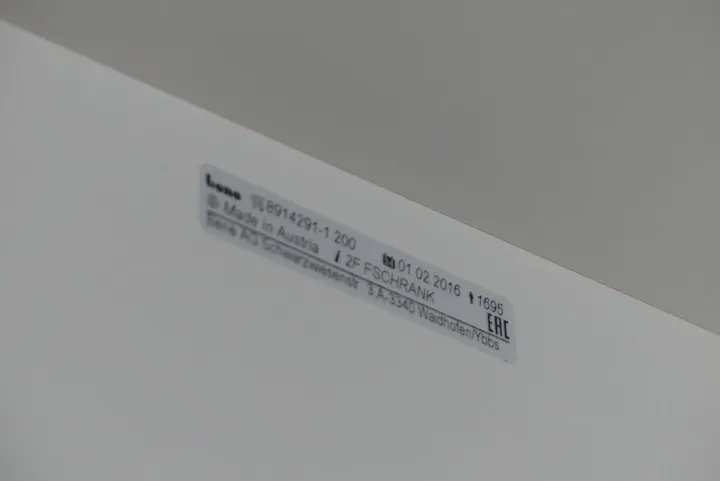 bene 8914291-1 200 01.02.2016 1695
Made in Austria i 2F FSCHRANK EAC
Bene AG Schwarzwiesenstr. 3 A-3340 Waidhofen/Ybbs